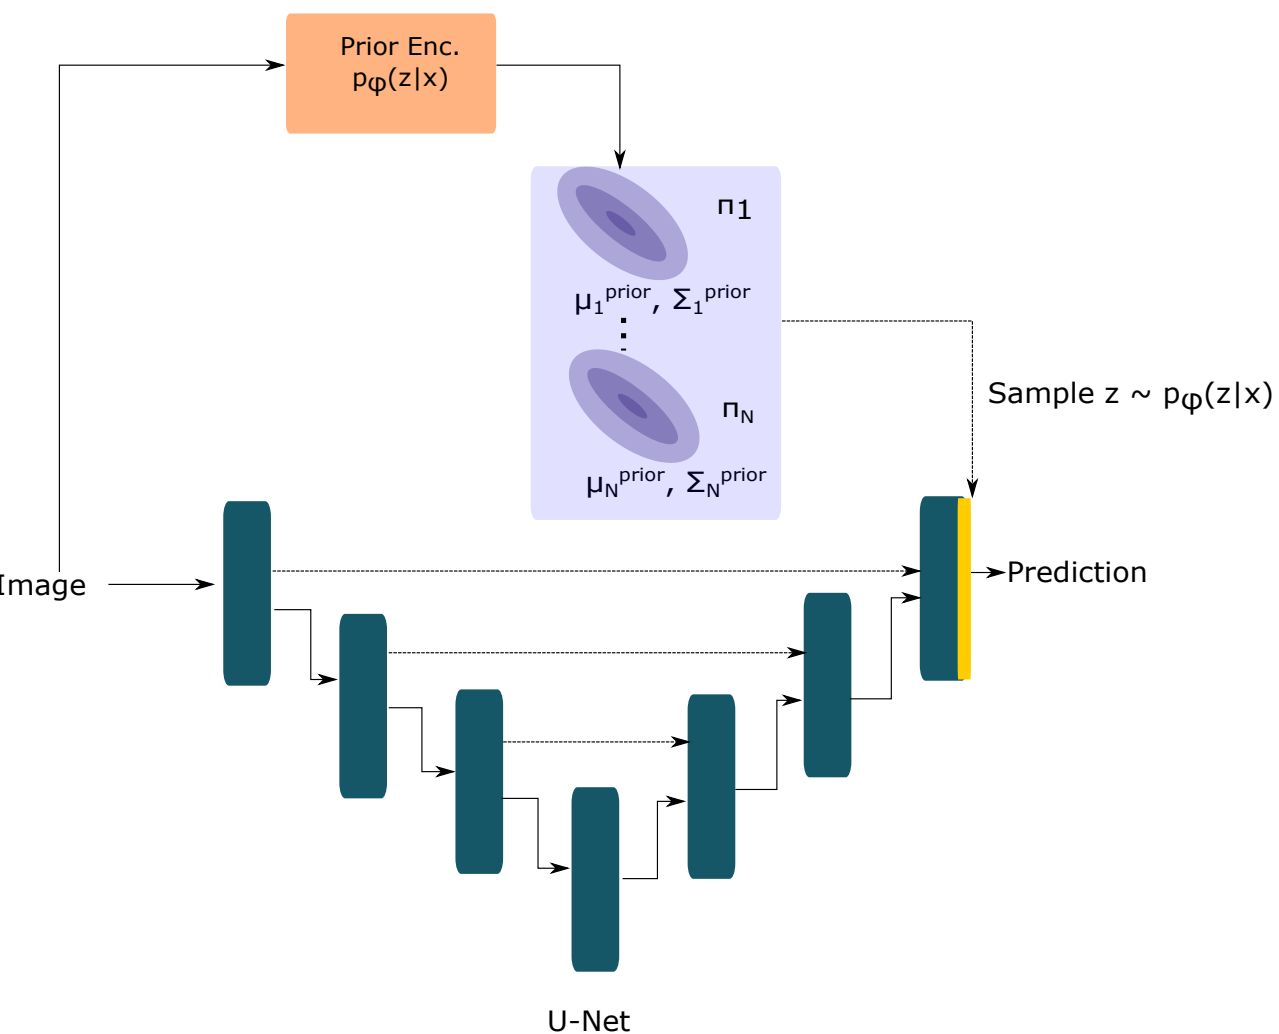 Prior Enc.
pφ(z|x)
π1
μ1prior, Σ1prior
⋮
πN
μNprior, ΣNprior
Sample z ~ pφ(z|x)
Image
Prediction
U-Net